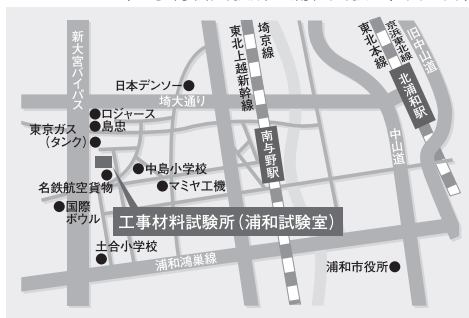 新大宮バイパス
日本デンソー
埼大通り
東北上越新幹線
埼京線
東北本線
京浜東北線
北浦和駅
旧中山道
中山道
ロジャース
島忠
東京ガス
(タンク)
南与野駅
中島小学校
マミヤ工機
名鉄航空貨物
国際
ボウル
工事材料試験所(浦和試験室)
土合小学校
浦和鴻巣線
浦和市役所